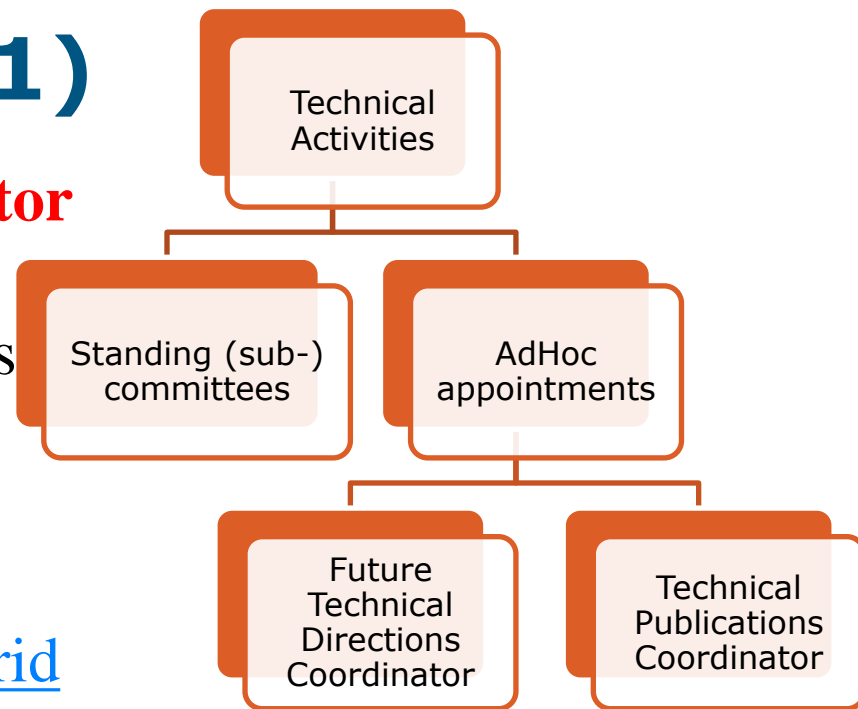 1)
Technical
Activities
tor
s
Standing (sub-)
committees
AdHoc
appointments
Future
Technical
Directions
Coordinator
Technical
Publications
Coordinator
rid